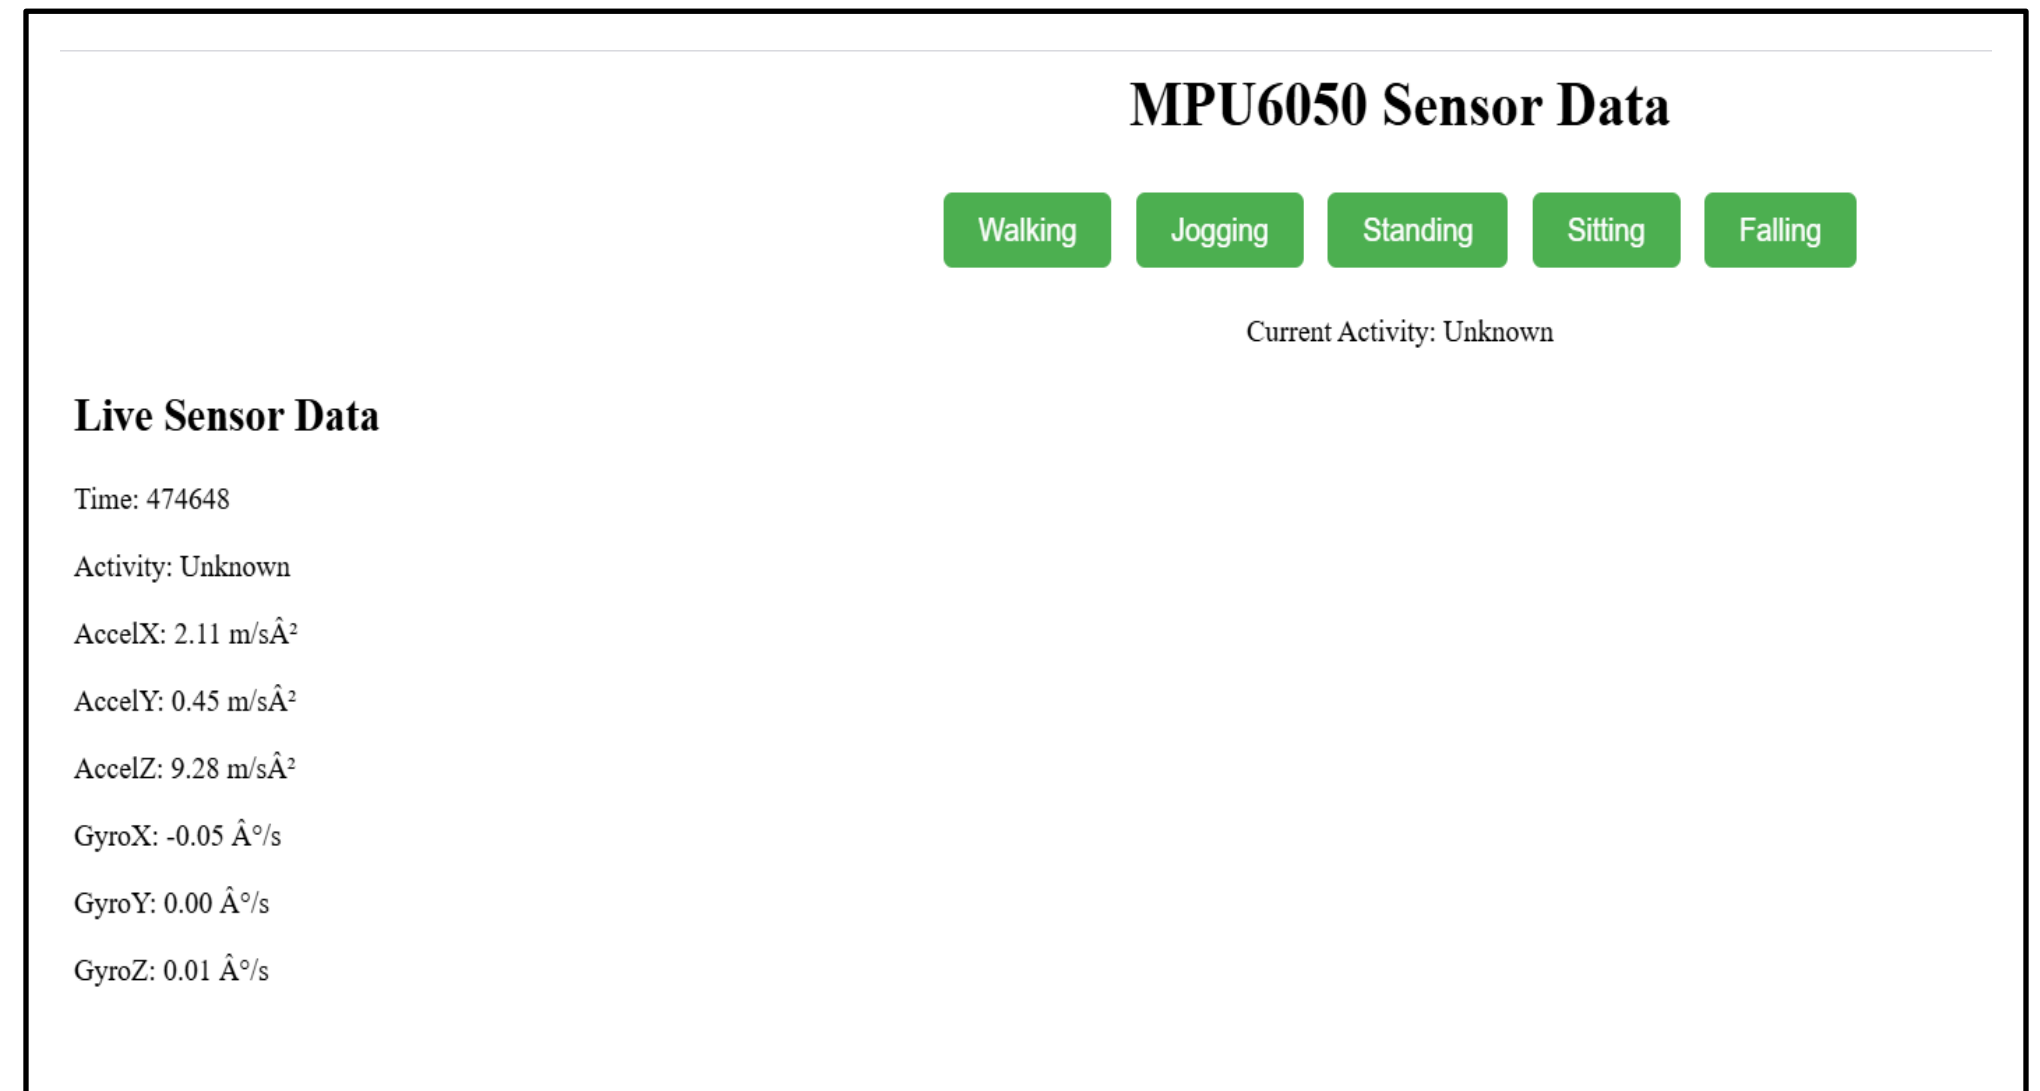 MPU6050 Sensor Data
Walking Jogging Standing Sitting Falling
Current Activity: Unknown
Live Sensor Data
Time: 474648
Activity: Unknown
AccelX: 2.11 m/sÂ²
AccelY: 0.45 m/sÂ²
AccelZ: 9.28 m/sÂ²
GyroX: -0.05 Â°/s
GyroY: 0.00 Â°/s
GyroZ: 0.01 Â°/s